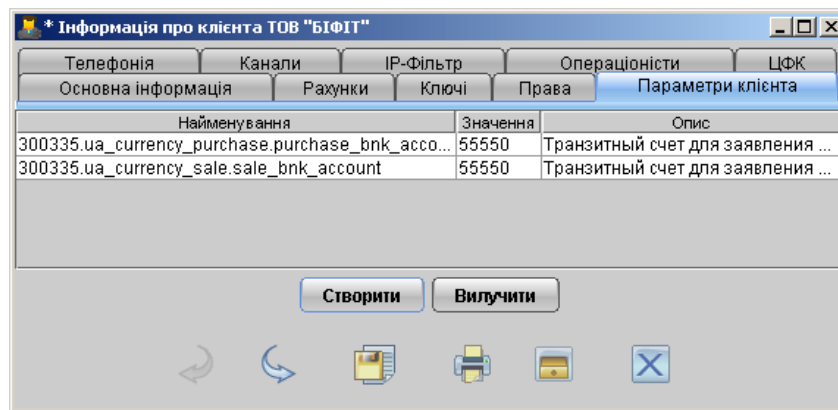 * Інформація про клієнта ТОВ "БІФІТ"
Телефонія Канали IP-Фільтр Операціоністи ЦФК
Основна інформація Рахунки Ключі Права Параметри клієнта
Найменування Значення Опис
300335.ua_currency_purchase.purchase_bnk_acco... 55550 Транзитный счет для заявления ...
300335.ua_currency_sale.sale_bnk_account 55550 Транзитный счет для заявления ...
Створити Вилучити